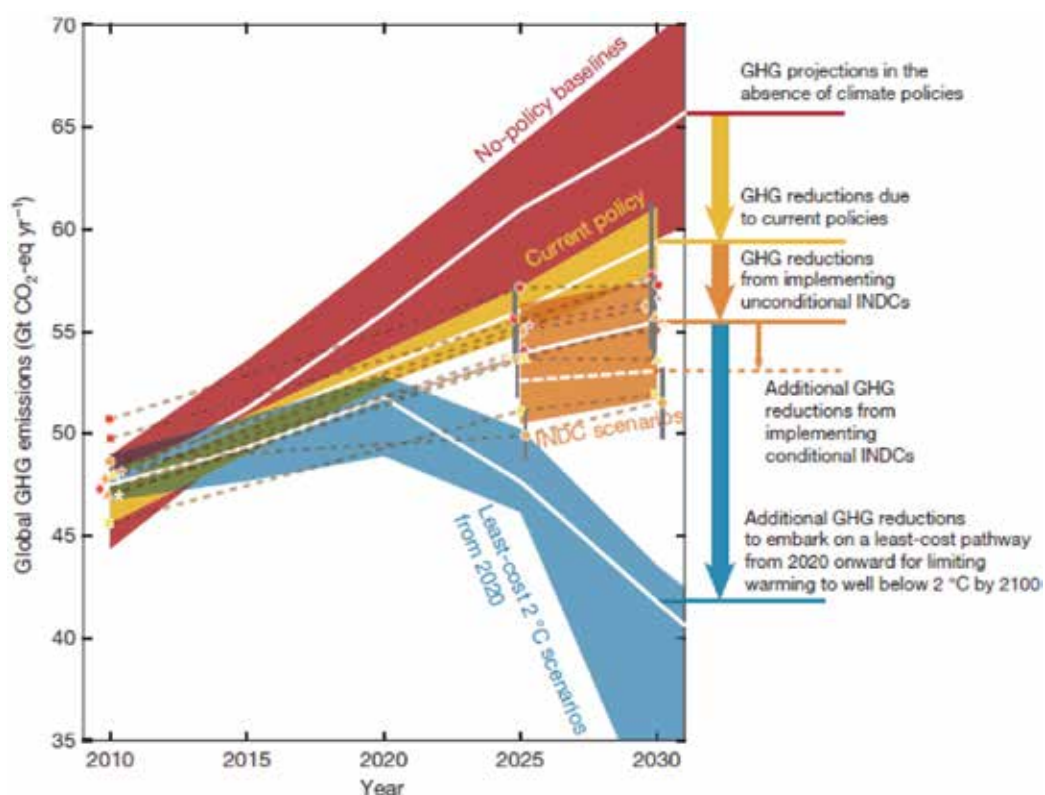 70
65
60
55
50
45
40
35
2010
2015
2020
2025
2030
Year
Global GHG emissions (Gt CO₂-eq yr⁻¹)
No-policy baselines
Current policy
INDC scenarios
Least-cost 2 °C scenarios
from 2020
GHG projections in the
absence of climate policies
GHG reductions due
to current policies
GHG reductions
from implementing
unconditional INDCs
Additional GHG
reductions from
implementing
conditional INDCs
Additional GHG reductions
to embark on a least-cost pathway
from 2020 onward for limiting
warming to well below 2 °C by 2100